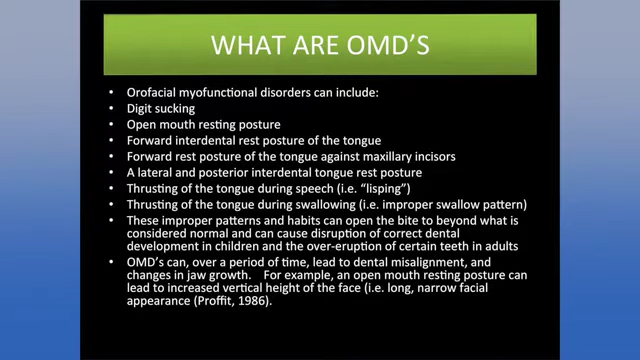 WHAT ARE OMD'S
• Orofacial myofunctional disorders can include:
• Digit sucking
• Open mouth resting posture
• Forward interdental rest posture of the tongue
• Forward rest posture of the tongue against maxillary incisors
• A lateral and posterior interdental tongue rest posture
• Thrusting of the tongue during speech (i.e. “lisping”)
• Thrusting of the tongue during swallowing (i.e. improper swallow pattern)
• These improper patterns and habits can open the bite to beyond what is
considered normal and can cause disruption of correct dental
development in children and the over-eruption of certain teeth in adults
• OMD's can, over a period of time, lead to dental misalignment, and
changes in jaw growth. For example, an open mouth resting posture can
lead to increased vertical height of the face (i.e. long, narrow facial
appearance (Proffit, 1986).